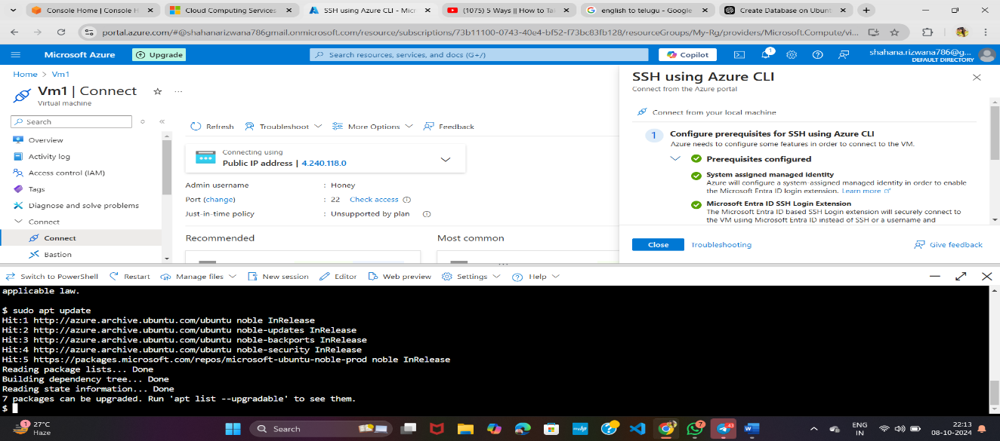 Console Home | Console H
Cloud Computing Services
SSH using Azure CLI - Micr
(1075) 5 Ways || How to Ta
english to telugu - Google
Create Database on Ubunt
portal.azure.com/#@shahanarizwana786gmail.onmicrosoft.com/resource/subscriptions/73b11100-0743-40e4-bf52-f73bc83fb128/resourceGroups/My-Rg/providers/Microsoft.Compute/vi...
Microsoft Azure
Upgrade
Search resources, services, and docs (G+/)
Copilot
1
shahana.rizwana786@g...
DEFAULT DIRECTORY
Home > Vm1
Vm1 | Connect
Virtual machine
Search
Overview
Activity log
Access control (IAM)
Tags
Diagnose and solve problems
Connect
Connect
Bastion
Refresh Troubleshoot More Options Feedback
Connecting using
Public IP address | 4.240.118.0
Admin username : Honey
Port (change) : 22 Check access
Just-in-time policy : Unsupported by plan
Recommended
Most common
SSH using Azure CLI
Connect from the Azure portal
Connect from your local machine
1 Configure prerequisites for SSH using Azure CLI
Azure needs to configure some features in order to connect to the VM.
Prerequisites configured
System assigned managed identity
Azure will configure a system-assigned managed identity in order to enable
the Microsoft Entra ID login extension. Learn more
Microsoft Entra ID SSH Login Extension
The Microsoft Entra ID based SSH Login extension will securely connect to
the VM using Microsoft Entra ID instead of SSH or a username and
Close Troubleshooting Give feedback
Switch to PowerShell Restart Manage files New session Editor Web preview Settings Help
applicable law.
$ sudo apt update
Hit:1 http://azure.archive.ubuntu.com/ubuntu noble InRelease
Hit:2 http://azure.archive.ubuntu.com/ubuntu noble-updates InRelease
Hit:3 http://azure.archive.ubuntu.com/ubuntu noble-backports InRelease
Hit:4 http://azure.archive.ubuntu.com/ubuntu noble-security InRelease
Hit:5 https://packages.microsoft.com/repos/microsoft-ubuntu-noble-prod noble InRelease
Reading package lists... Done
Building dependency tree... Done
Reading state information... Done
7 packages can be upgraded. Run 'apt list --upgradable' to see them.
$
1
27°C
Haze
Search
myhp
7
43
ENG
IN
22:13
08-10-2024